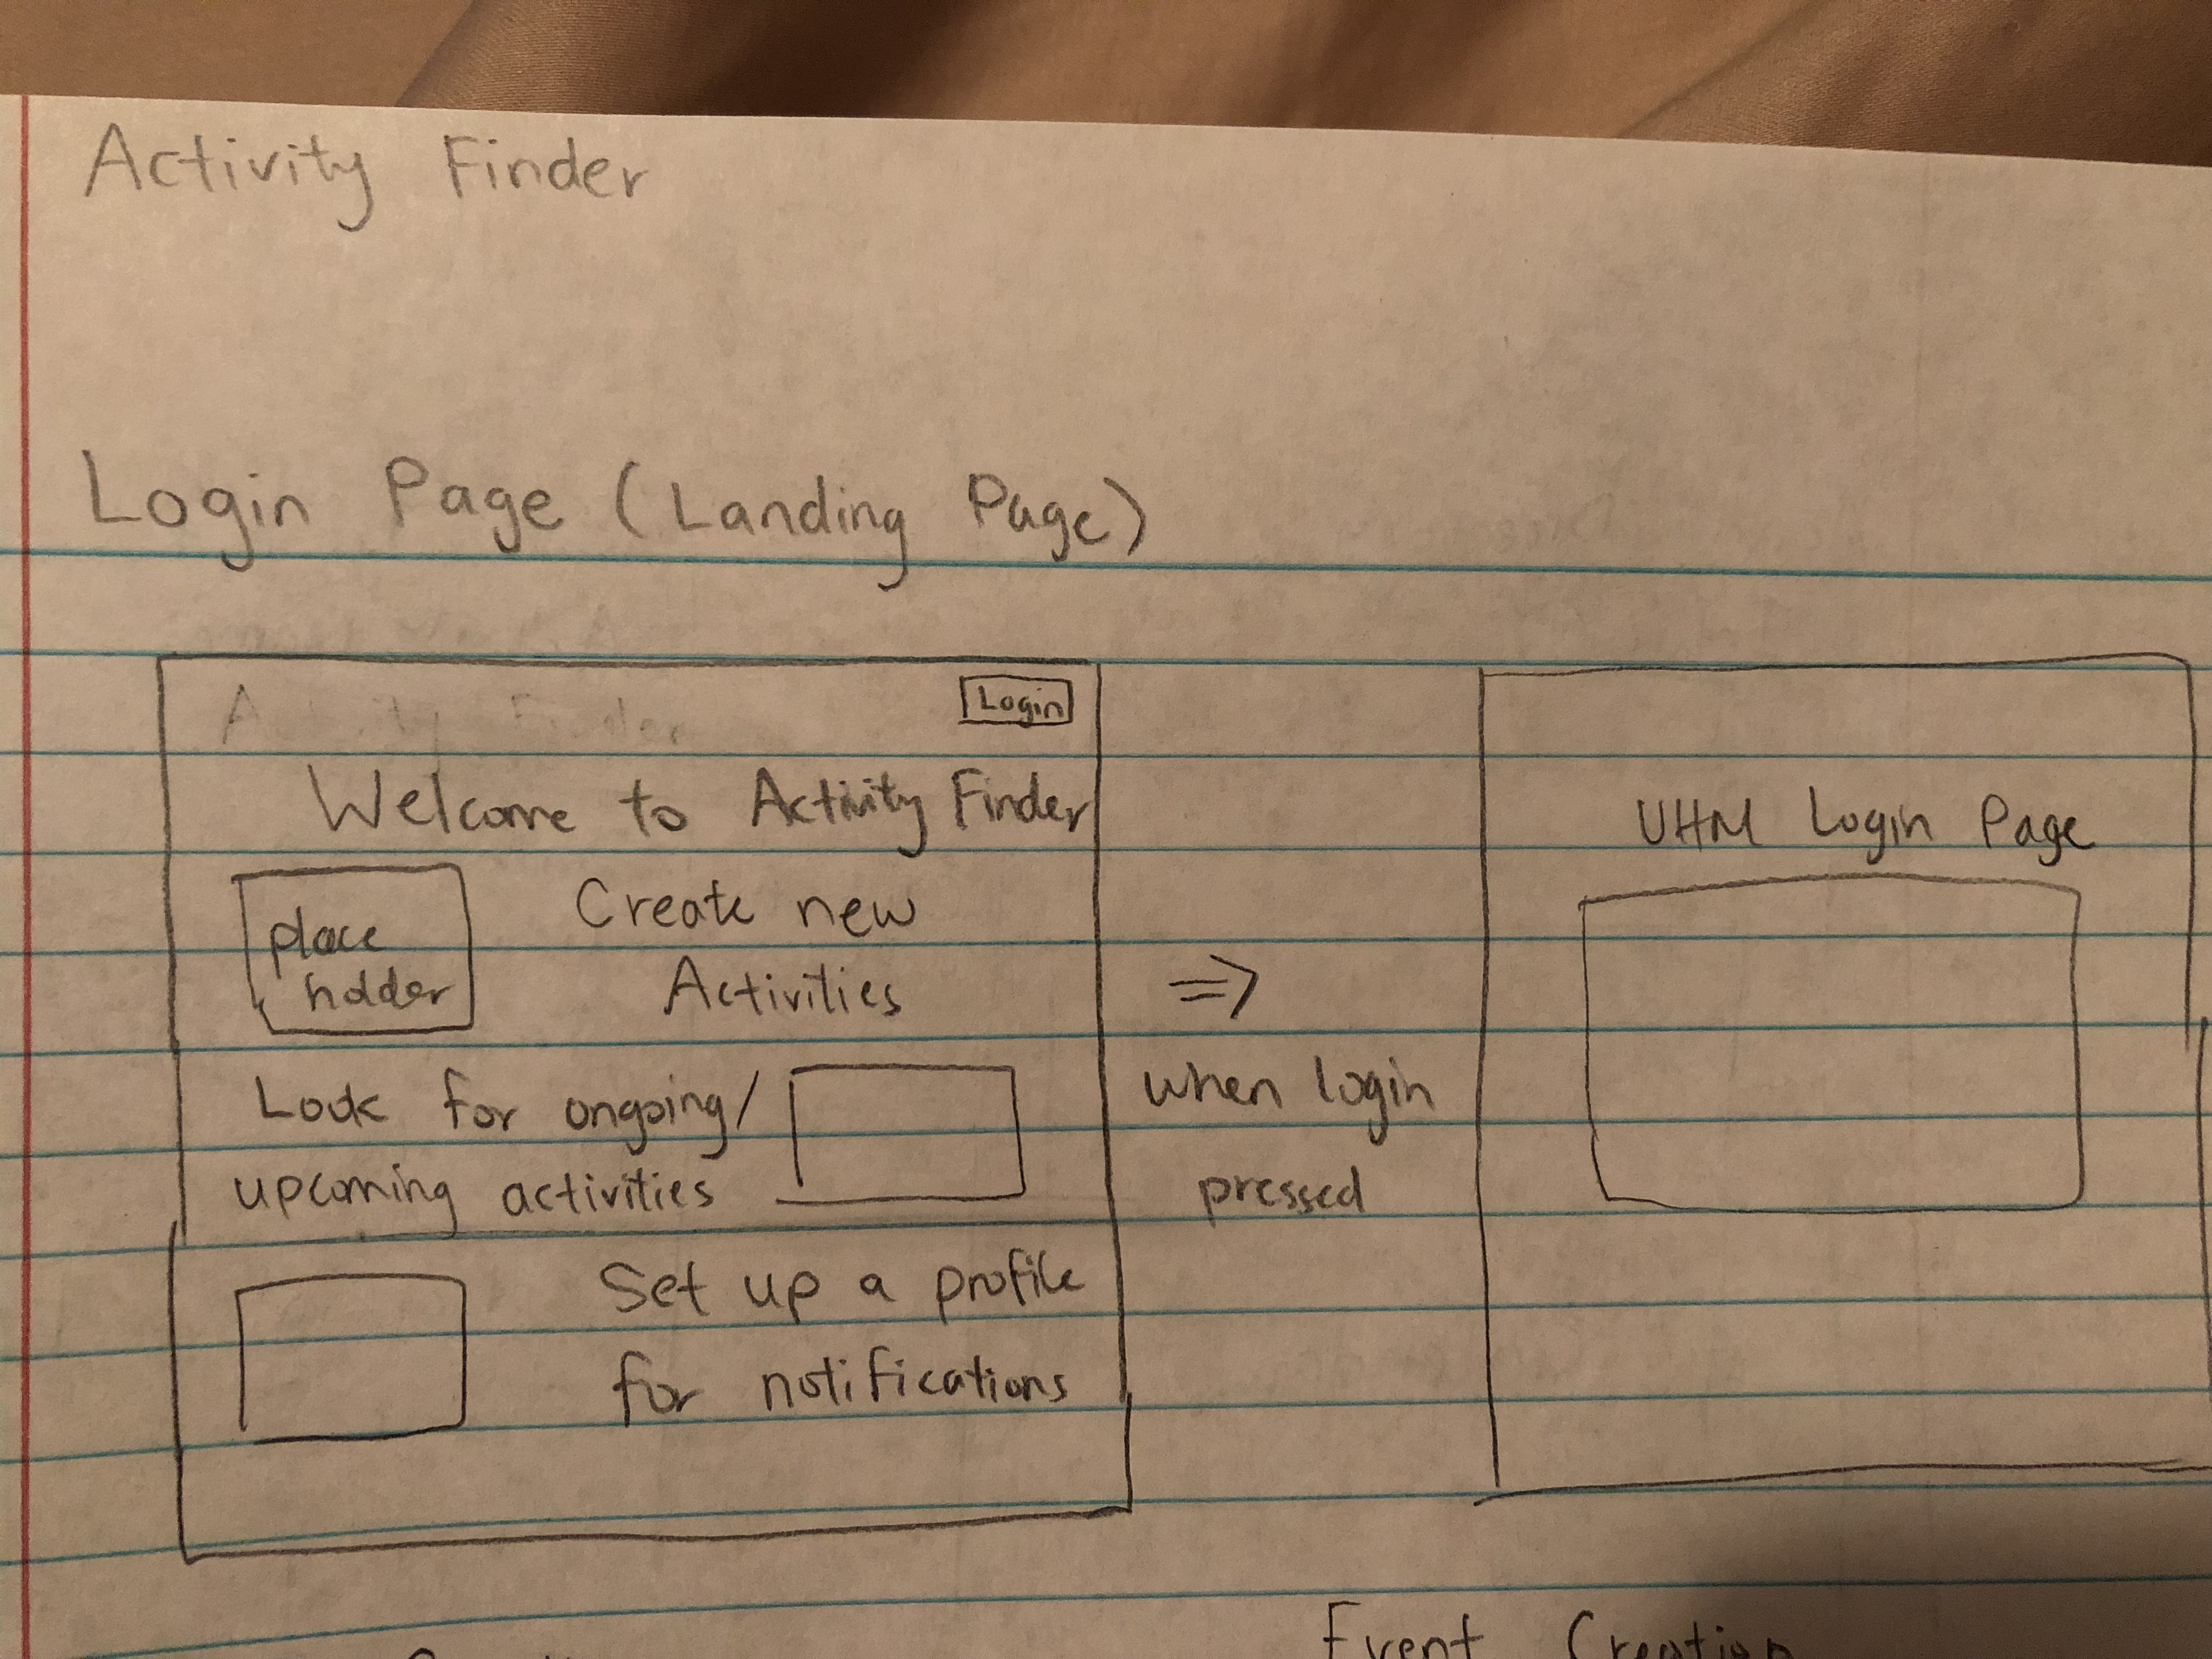 Activity Finder
Login Page (Landing Page)
Login
Welcome to Activity Finder
place
holder
Create new
Activities
Look for ongoing/
upcoming activities
Set up a profile
for notifications
=>
when login
pressed
UHM Login Page
Event Creation